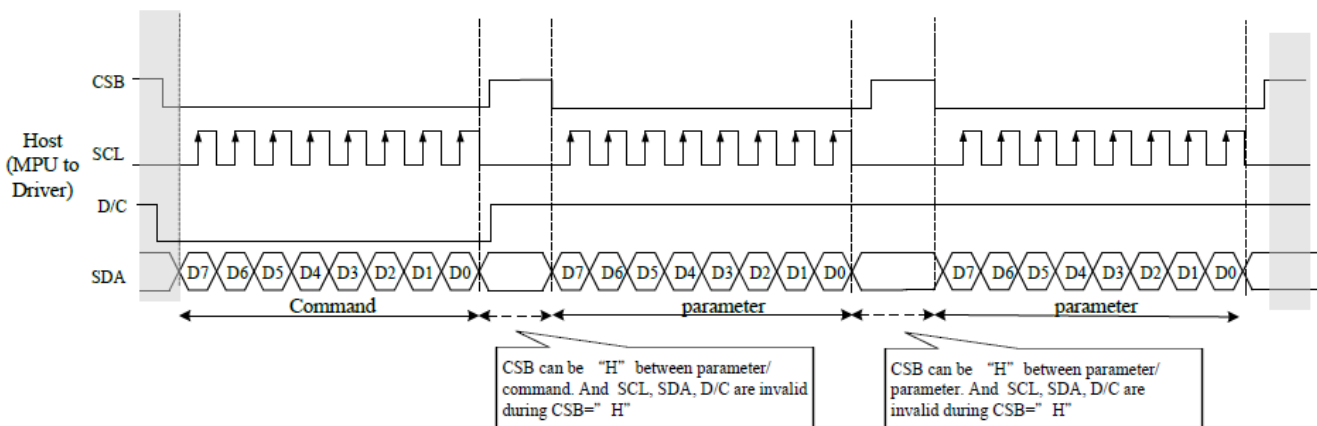 CSB
Host
(MPU to
Driver)
SCL
D/C
SDA
D7 D6 D5 D4 D3 D2 D1 D0 D7 D6 D5 D4 D3 D2 D1 D0 D7 D6 D5 D4 D3 D2 D1 D0
Command parameter parameter
CSB can be “H” between parameter/
command. And SCL, SDA, D/C are invalid
during CSB=” H”
CSB can be “H” between parameter/
parameter. And SCL, SDA, D/C are
invalid during CSB=” H”